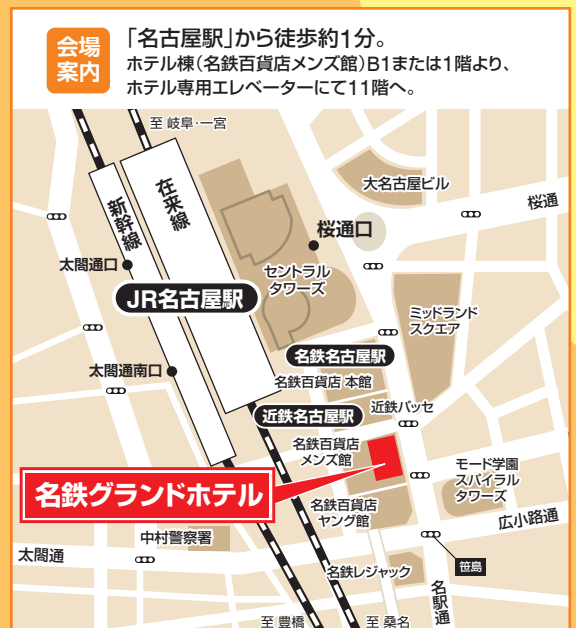 会場
案内
「名古屋駅」から徒歩約1分。
ホテル棟(名鉄百貨店メンズ館)B1または1階より、
ホテル専用エレベーターにて11階へ。
至 岐阜・一宮
大名古屋ビル
桜通
在来線
新幹線
桜通口
太閤通口
セントラル
タワーズ
JR名古屋駅
ミッドランド
スクエア
名鉄名古屋駅
太閤通南口
名鉄百貨店 本館
近鉄パッセ
近鉄名古屋駅
名鉄百貨店
メンズ館
モード学園
スパイラル
タワーズ
名鉄グランドホテル
名鉄百貨店
ヤング館
広小路通
中村警察署
太閤通
笹島
名鉄レジャック
名駅通
至 豊橋
至 桑名